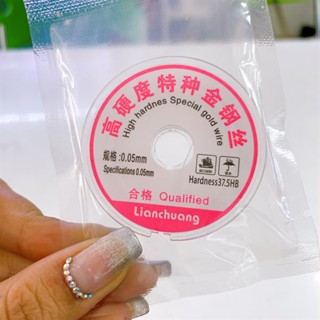 高硬度特种金钢丝
High hardnes Special gold wire
规格:0.05mm
Specifications 0.05mm
Hardness37.5HB
合格 Qualified
Lianchuang